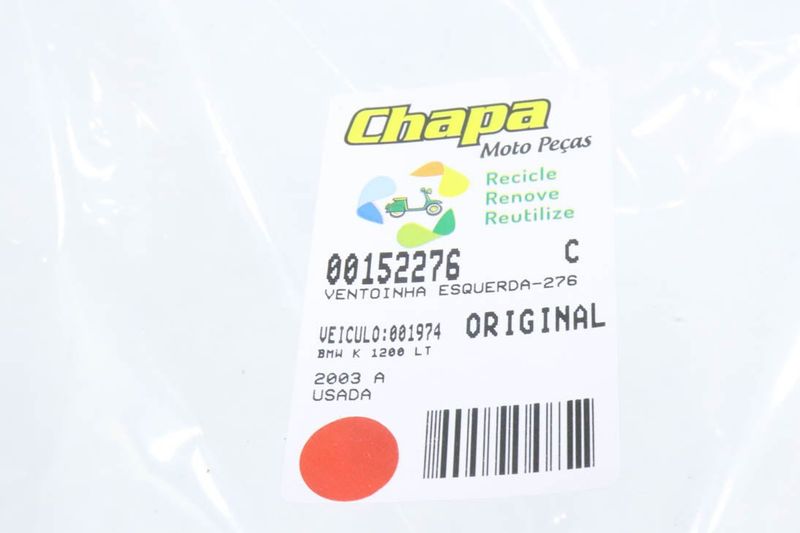 Chapa
Moto Peças
Recicle
Renove
Reutilize
00152276 C
VENTOINHA ESQUERDA-276
VEICULO:001974 ORIGINAL
BMW K 1200 LT
2003 A
USADA